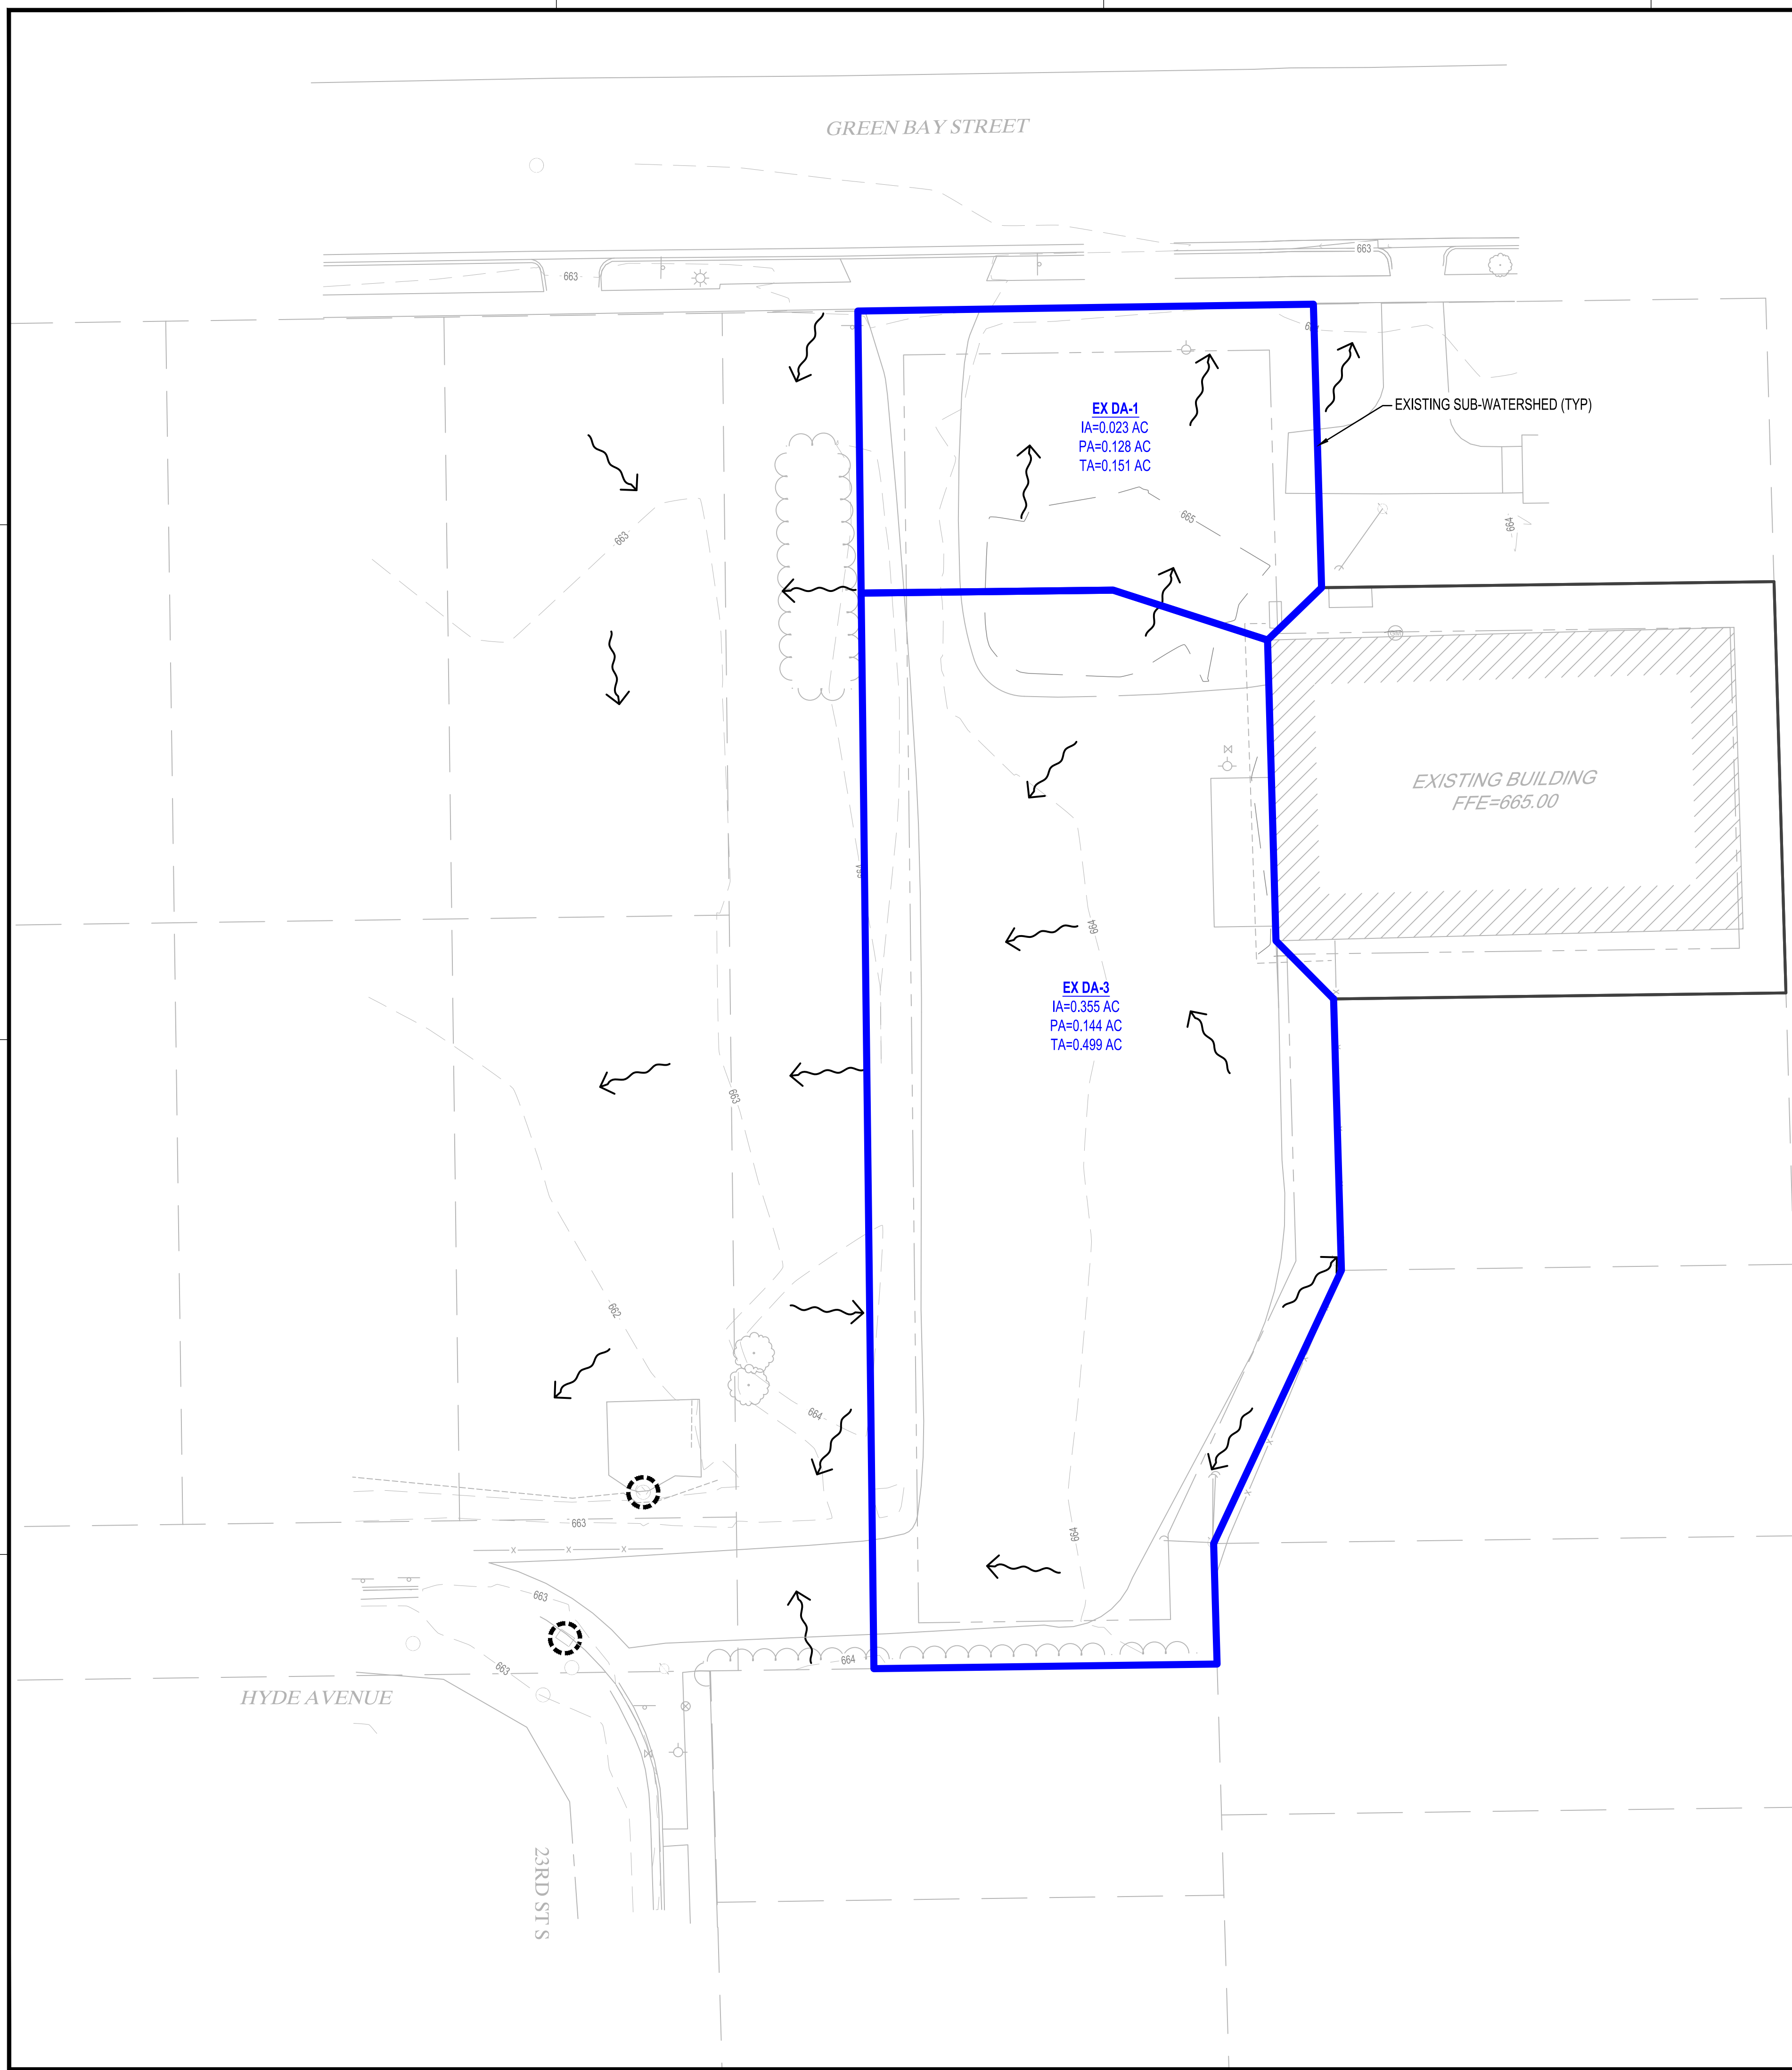 GREEN BAY STREET
663
663
EXISTING SUB-WATERSHED (TYP)
EX DA-1
IA=0.023 AC
PA=0.128 AC
TA=0.151 AC
665
664
663
EXISTING BUILDING
FFE=665.00
664
664
EX DA-3
IA=0.355 AC
PA=0.144 AC
TA=0.499 AC
663
662
664
663
664
663
664
663
HYDE AVENUE
23RD ST S